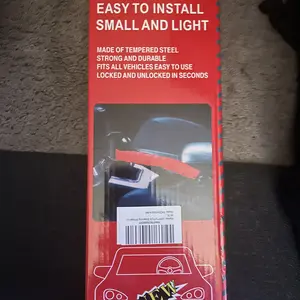 EASY TO INSTALL
SMALL AND LIGHT
MADE OF TEMPERED STEEL
STRONG AND DURABLE
FITS ALL VEHICLES EASY TO USE
LOCKED AND UNLOCKED IN SECONDS